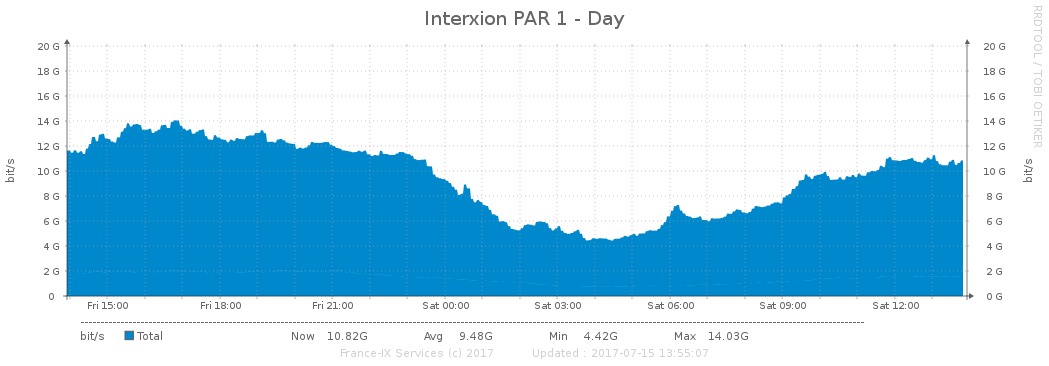 Interxion PAR 1 - Day
RRDTOOL / TOBI OETIKER
20 G 20 G
18 G 18 G
16 G 16 G
14 G 14 G
12 G 12 G
10 G 10 G
8 G 8 G
6 G 6 G
4 G 4 G
2 G 2 G
0 0 G
bit/s
bit/s
Fri 15:00 Fri 18:00 Fri 21:00 Sat 00:00 Sat 03:00 Sat 06:00 Sat 09:00 Sat 12:00
bit/s Total Now 10.82G Avg 9.48G Min 4.42G Max 14.03G
France-IX Services (c) 2017 Updated : 2017-07-15 13:55:07